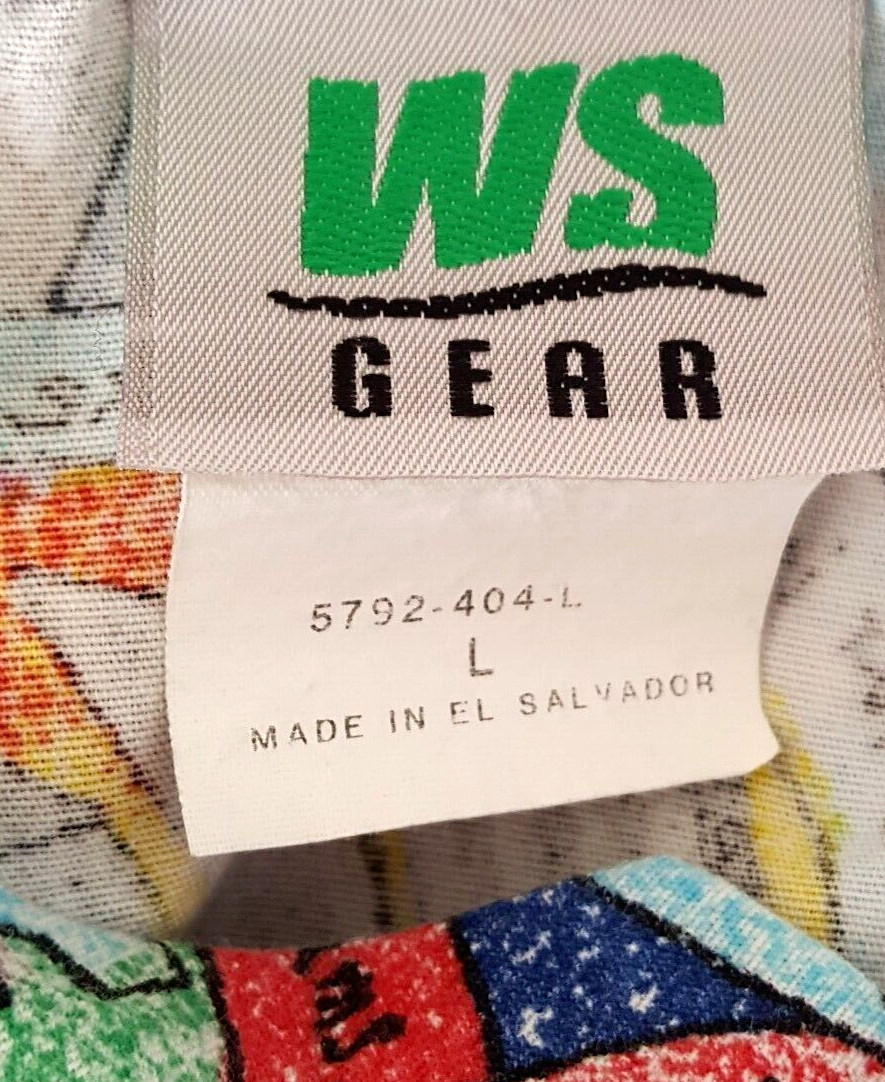 WS
GEAR
5792-404-L
L
MADE IN EL SALVADOR